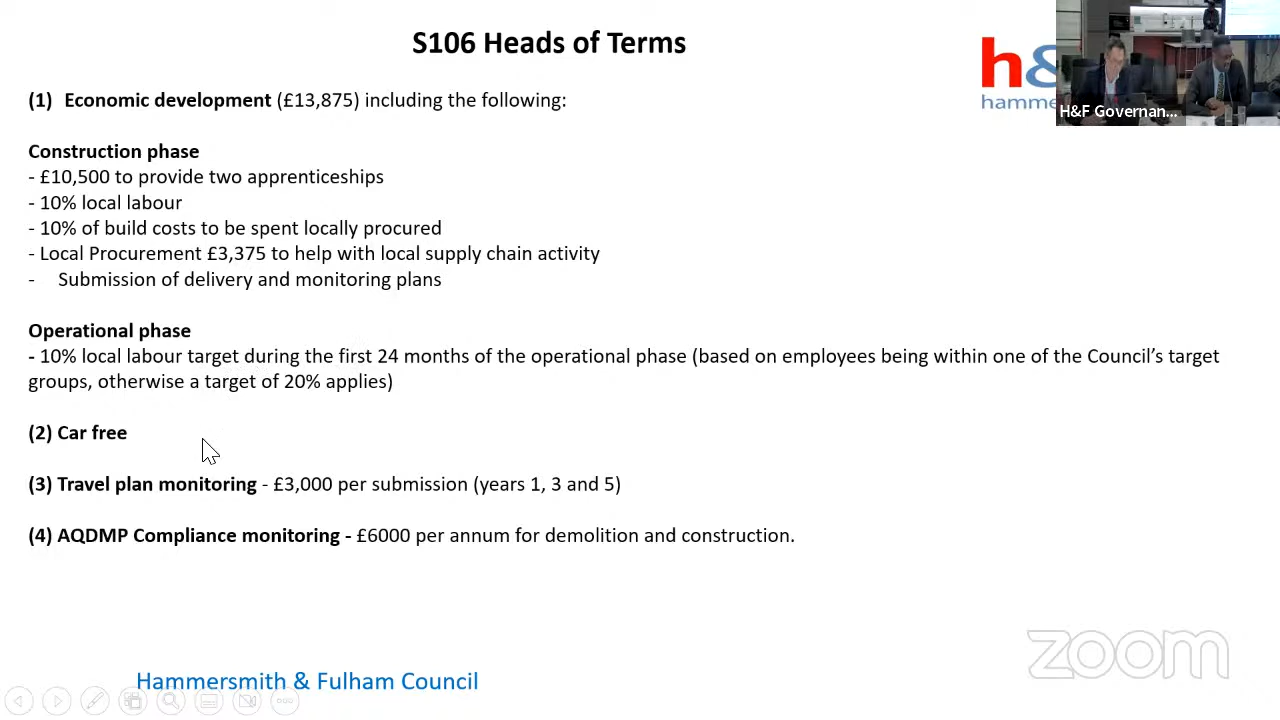 S106 Heads of Terms
h&
hammers
H&F Governan...
(1) Economic development (£13,875) including the following:
Construction phase
- £10,500 to provide two apprenticeships
- 10% local labour
- 10% of build costs to be spent locally procured
- Local Procurement £3,375 to help with local supply chain activity
- Submission of delivery and monitoring plans
Operational phase
- 10% local labour target during the first 24 months of the operational phase (based on employees being within one of the Council’s target
groups, otherwise a target of 20% applies)
(2) Car free
(3) Travel plan monitoring - £3,000 per submission (years 1, 3 and 5)
(4) AQDMP Compliance monitoring - £6000 per annum for demolition and construction.
zoom
Hammersmith & Fulham Council